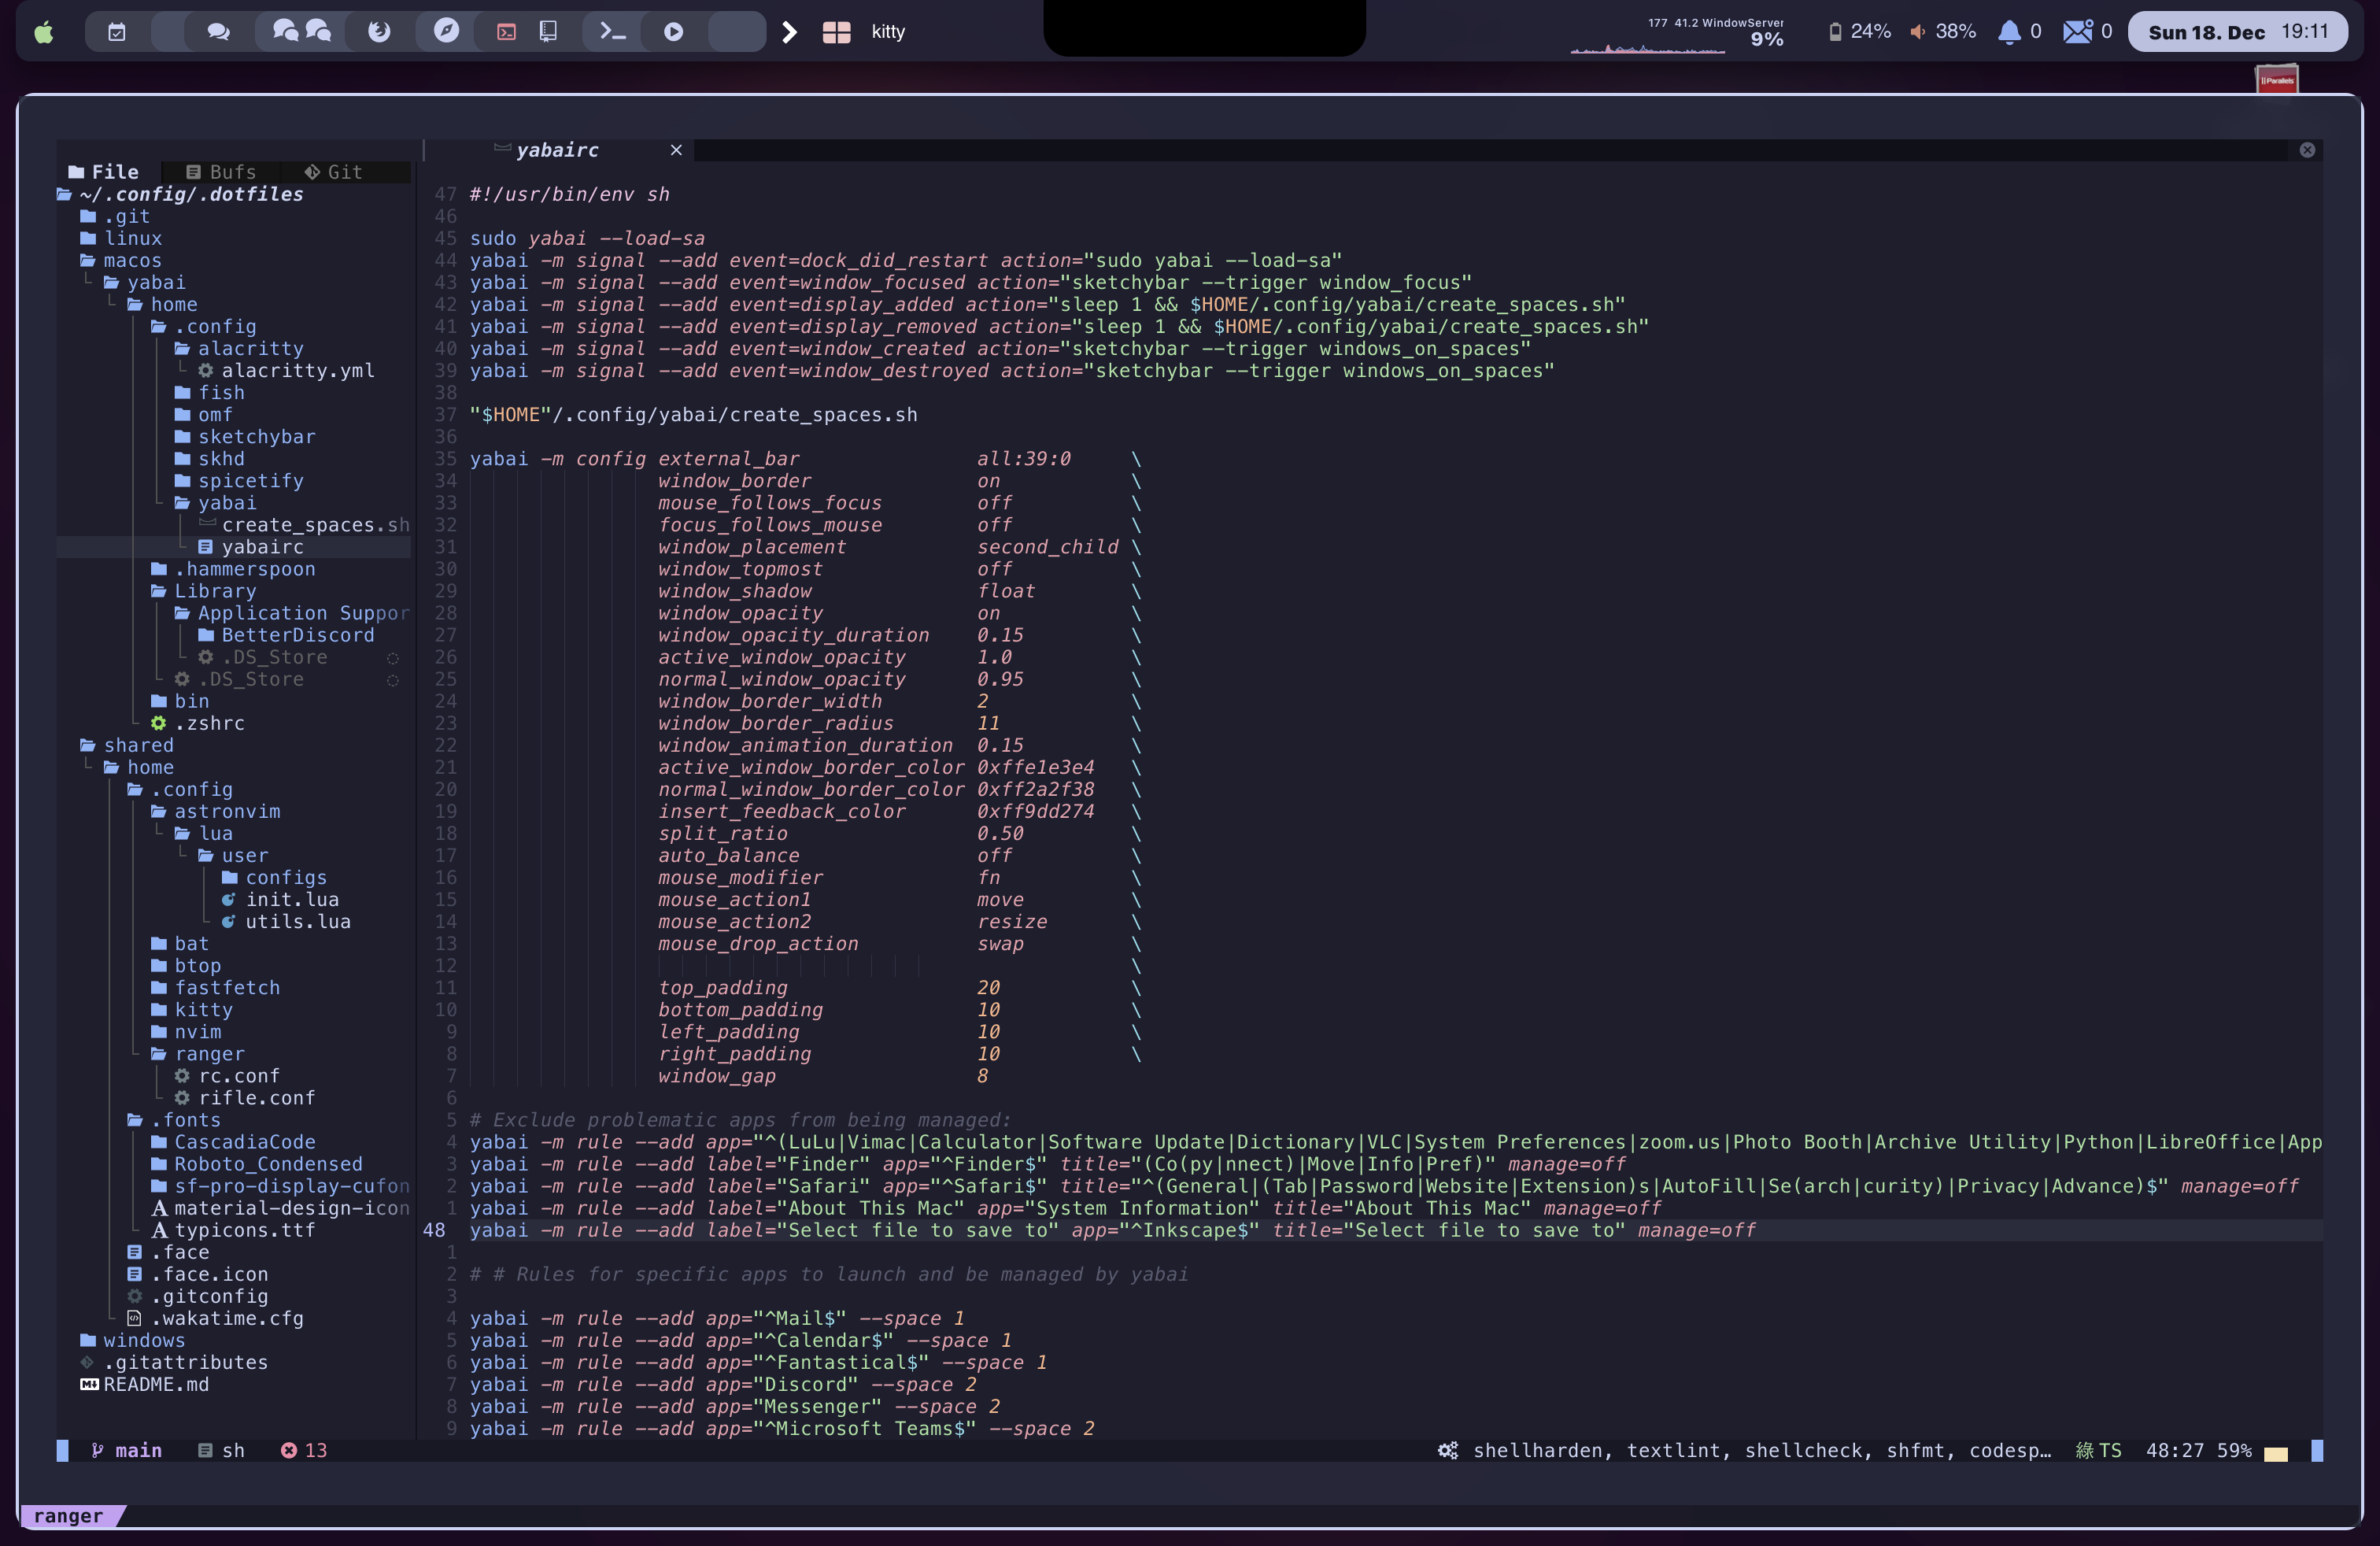 kitty
177 41.2 WindowServer
9%
24%
38%
0
0
Sun 18. Dec 19:11
Parallels
File Bufs Git
~/.config/.dotfiles
.git
linux
macos
yabai
home
.config
alacritty
alacritty.yml
fish
omf
sketchybar
skhd
spicetify
yabai
create_spaces.sh
yabairc
.hammerspoon
Library
Application Suppor
BetterDiscord
.DS_Store
.DS_Store
bin
.zshrc
shared
home
.config
astronvim
lua
user
configs
init.lua
utils.lua
bat
btop
fastfetch
kitty
nvim
ranger
rc.conf
rifle.conf
.fonts
CascadiaCode
Roboto_Condensed
sf-pro-display-cufon
material-design-icon
typicons.ttf
.face
.face.icon
.gitconfig
.wakatime.cfg
windows
.gitattributes
README.md
yabairc
47 #!/usr/bin/env sh
46
45 sudo yabai --load-sa
44 yabai -m signal --add event=dock_did_restart action="sudo yabai --load-sa"
43 yabai -m signal --add event=window_focused action="sketchybar --trigger window_focus"
42 yabai -m signal --add event=display_added action="sleep 1 && $HOME/.config/yabai/create_spaces.sh"
41 yabai -m signal --add event=display_removed action="sleep 1 && $HOME/.config/yabai/create_spaces.sh"
40 yabai -m signal --add event=window_created action="sketchybar --trigger windows_on_spaces"
39 yabai -m signal --add event=window_destroyed action="sketchybar --trigger windows_on_spaces"
38
37 "$HOME"/.config/yabai/create_spaces.sh
36
35 yabai -m config external_bar all:39:0 \
34 window_border on \
33 mouse_follows_focus off \
32 focus_follows_mouse off \
31 window_placement second_child \
30 window_topmost off \
29 window_shadow float \
28 window_opacity on \
27 window_opacity_duration 0.15 \
26 active_window_opacity 1.0 \
25 normal_window_opacity 0.95 \
24 window_border_width 2 \
23 window_border_radius 11 \
22 window_animation_duration 0.15 \
21 active_window_border_color 0xffe1e3e4 \
20 normal_window_border_color 0xff2a2f38 \
19 insert_feedback_color 0xff9dd274 \
18 split_ratio 0.50 \
17 auto_balance off \
16 mouse_modifier fn \
15 mouse_action1 move \
14 mouse_action2 resize \
13 mouse_drop_action swap \
12 \
11 top_padding 20 \
10 bottom_padding 10 \
9 left_padding 10 \
8 right_padding 10 \
7 window_gap 8
6
5 # Exclude problematic apps from being managed:
4 yabai -m rule --add app="^(LuLu|Vimac|Calculator|Software Update|Dictionary|VLC|System Preferences|zoom.us|Photo Booth|Archive Utility|Python|LibreOffice|App
3 yabai -m rule --add label="Finder" app="^Finder$" title="(Co(py|nnect)|Move|Info|Pref)" manage=off
2 yabai -m rule --add label="Safari" app="^Safari$" title="^(General|(Tab|Password|Website|Extension)s|AutoFill|Se(arch|curity)|Privacy|Advance)$" manage=off
1 yabai -m rule --add label="About This Mac" app="System Information" title="About This Mac" manage=off
48 yabai -m rule --add label="Select file to save to" app="^Inkscape$" title="Select file to save to" manage=off
1
2 # # Rules for specific apps to launch and be managed by yabai
3
4 yabai -m rule --add app="^Mail$" --space 1
5 yabai -m rule --add app="^Calendar$" --space 1
6 yabai -m rule --add app="^Fantastical$" --space 1
7 yabai -m rule --add app="Discord" --space 2
8 yabai -m rule --add app="Messenger" --space 2
9 yabai -m rule --add app="^Microsoft Teams$" --space 2
main sh 13 shellharden, textlint, shellcheck, shfmt, codesp… 綠 TS 48:27 59%
ranger